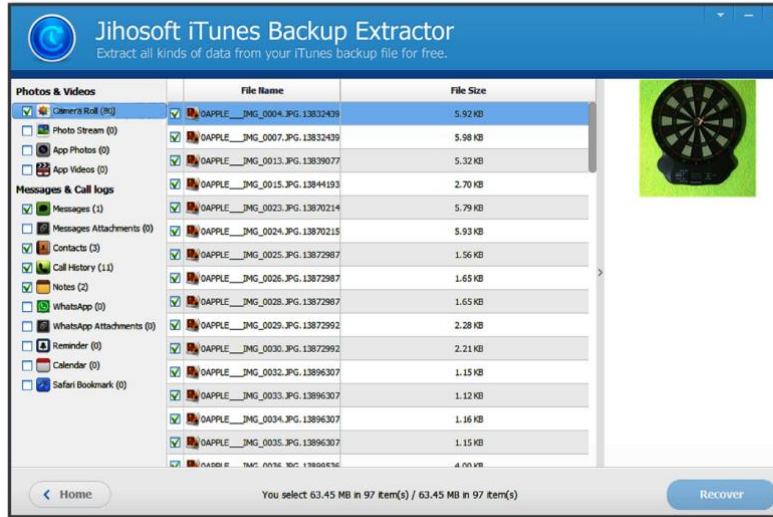 Jihosoft iTunes Backup Extractor
Extract all kinds of data from your iTunes backup file for free.
Photos & Videos
Camera Roll (80)
Photo Stream (0)
App Photos (0)
App Videos (0)
Messages & Call logs
Messages (1)
Messages Attachments (0)
Contacts (3)
Call History (11)
Notes (2)
WhatsApp (0)
WhatsApp Attachments (0)
Reminder (0)
Calendar (0)
Safari Bookmark (0)
File Name File Size
0APPLE___IMG_0004.JPG.13832439 5.92 KB
0APPLE___IMG_0007.JPG.13832439 5.98 KB
0APPLE___IMG_0013.JPG.13839077 5.32 KB
0APPLE___IMG_0015.JPG.13844193 2.70 KB
0APPLE___IMG_0023.JPG.13870214 5.79 KB
0APPLE___IMG_0024.JPG.13870215 5.93 KB
0APPLE___IMG_0025.JPG.13872987 1.56 KB
0APPLE___IMG_0026.JPG.13872987 1.65 KB
0APPLE___IMG_0028.JPG.13872987 1.65 KB
0APPLE___IMG_0029.JPG.13872992 2.28 KB
0APPLE___IMG_0030.JPG.13872992 2.21 KB
0APPLE___IMG_0032.JPG.13896307 1.15 KB
0APPLE___IMG_0033.JPG.13896307 1.12 KB
0APPLE___IMG_0034.JPG.13896307 1.16 KB
0APPLE___IMG_0035.JPG.13896307 1.15 KB
Home
You select 63.45 MB in 97 item(s) / 63.45 MB in 97 item(s)
Recover